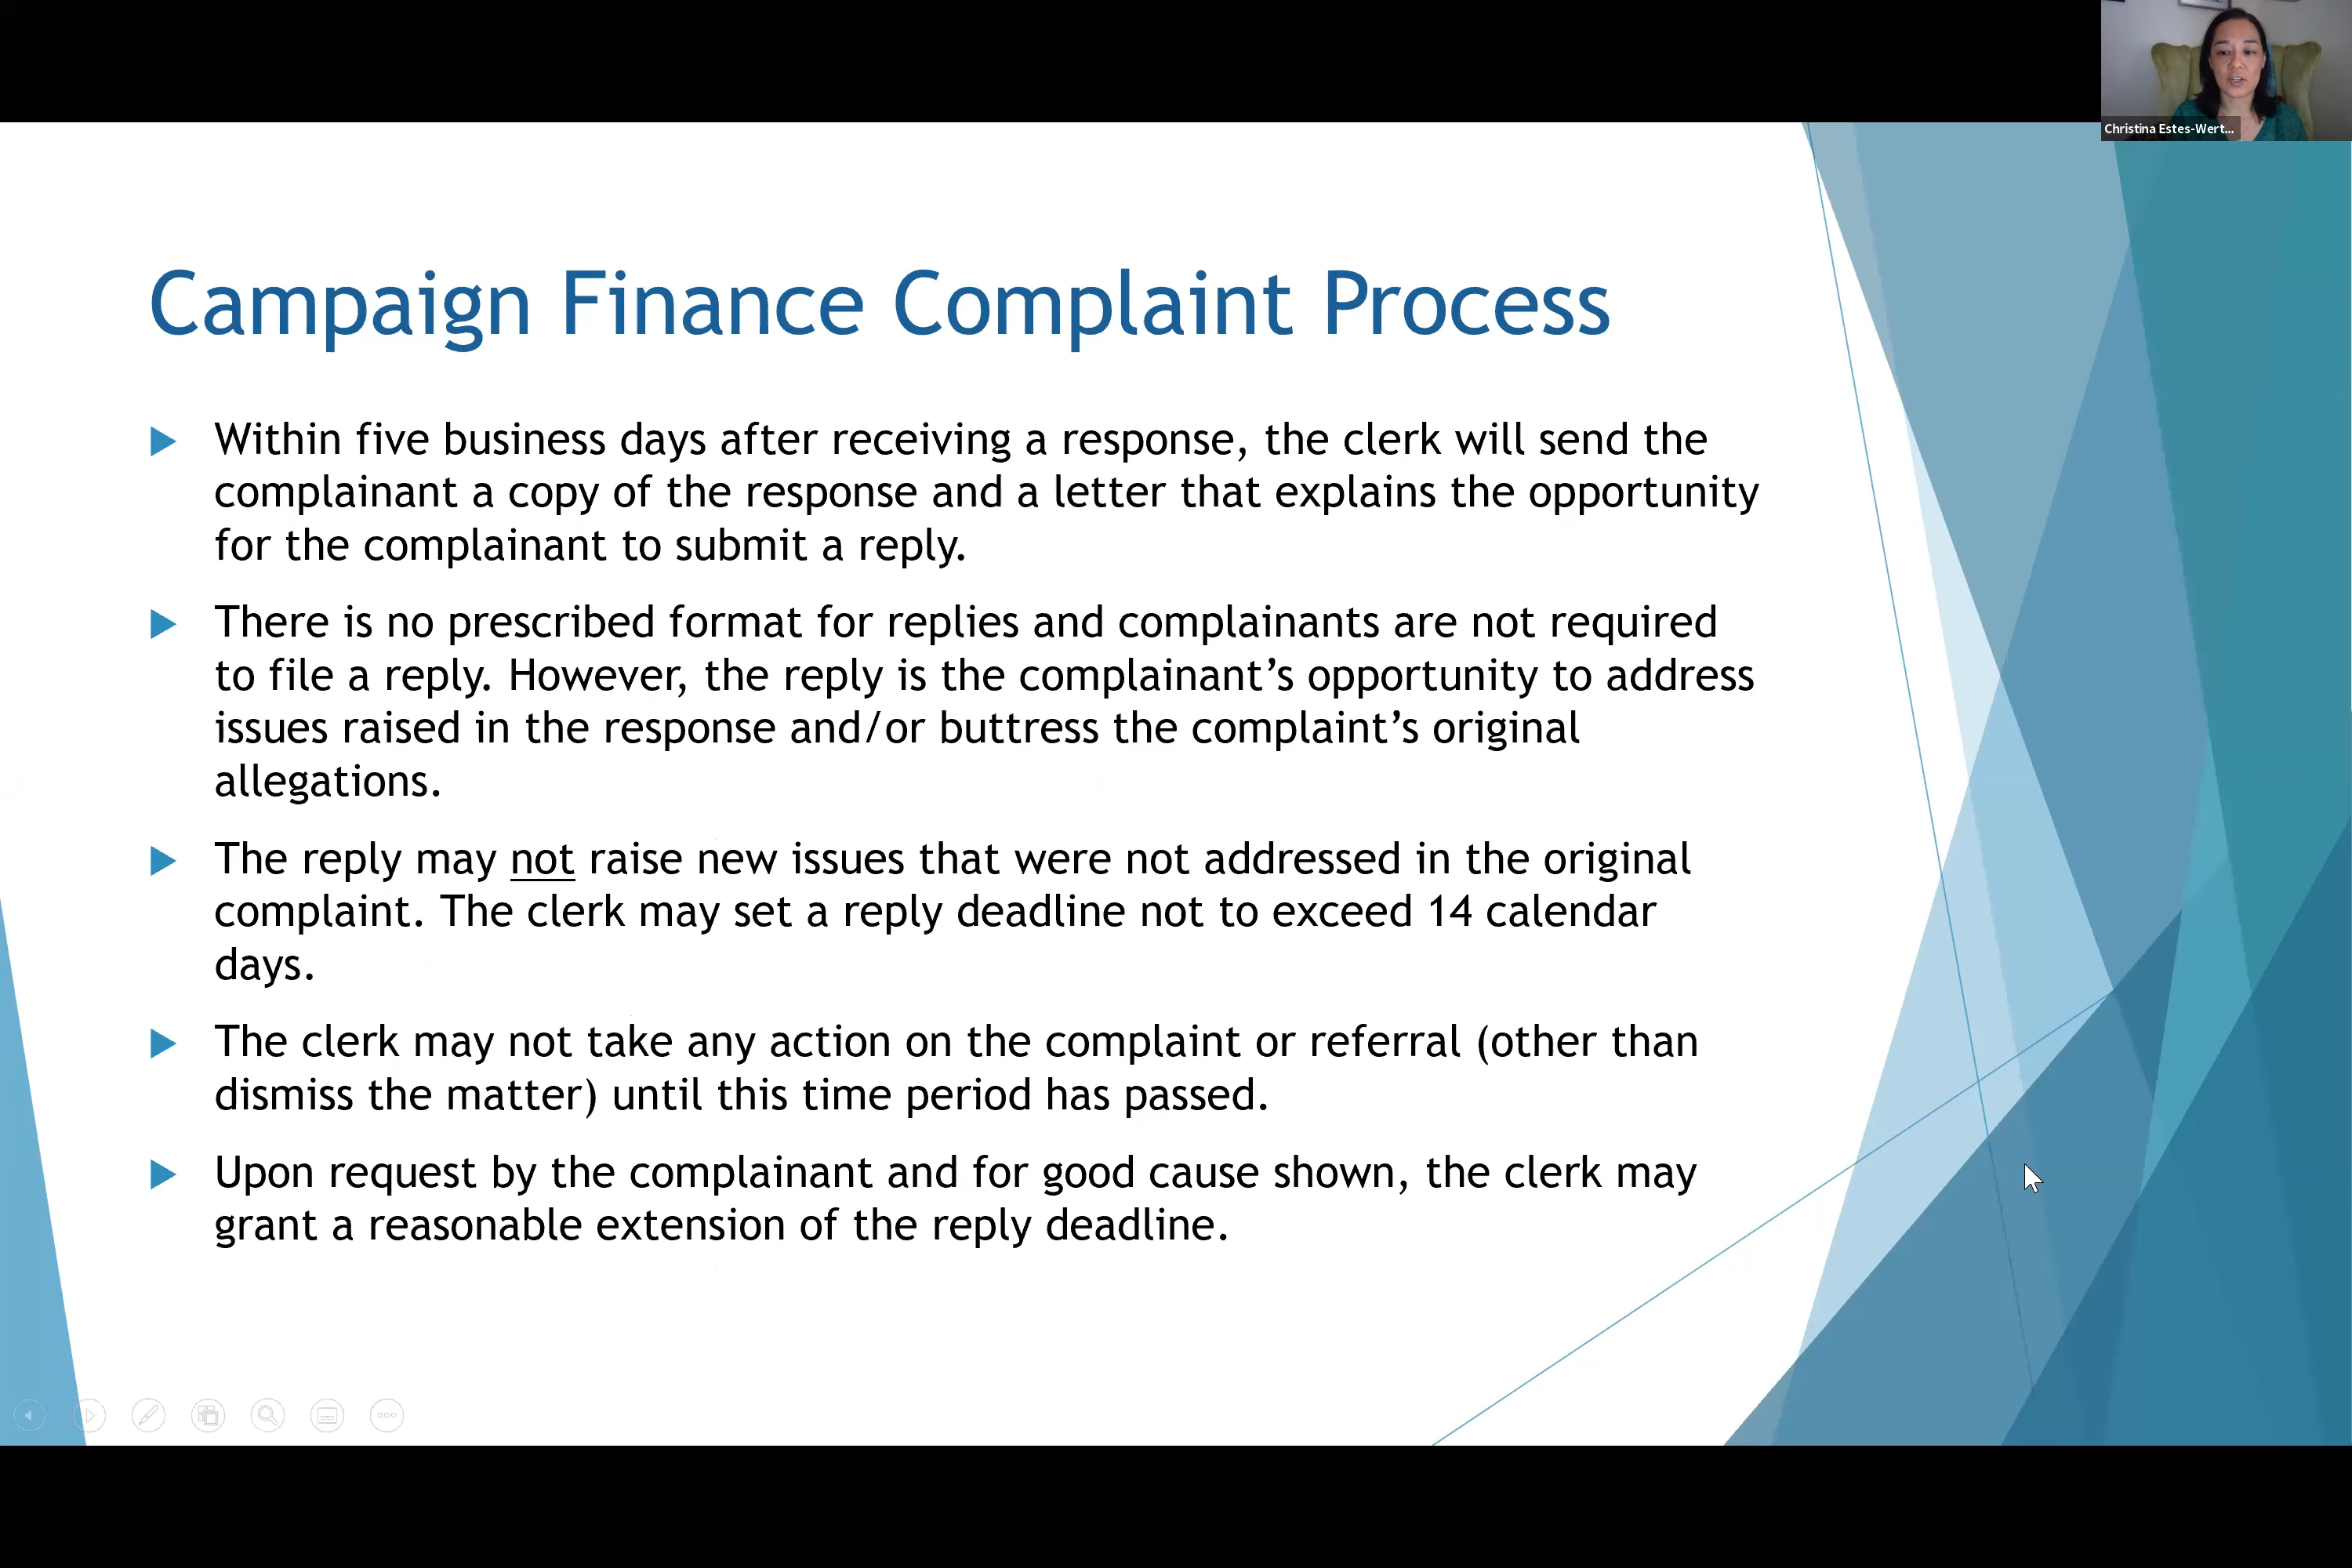 Christina Estes-Wert...
Campaign Finance Complaint Process
Within five business days after receiving a response, the clerk will send the
complainant a copy of the response and a letter that explains the opportunity
for the complainant to submit a reply.
There is no prescribed format for replies and complainants are not required
to file a reply. However, the reply is the complainant’s opportunity to address
issues raised in the response and/or buttress the complaint’s original
allegations.
The reply may not raise new issues that were not addressed in the original
complaint. The clerk may set a reply deadline not to exceed 14 calendar
days.
The clerk may not take any action on the complaint or referral (other than
dismiss the matter) until this time period has passed.
Upon request by the complainant and for good cause shown, the clerk may
grant a reasonable extension of the reply deadline.